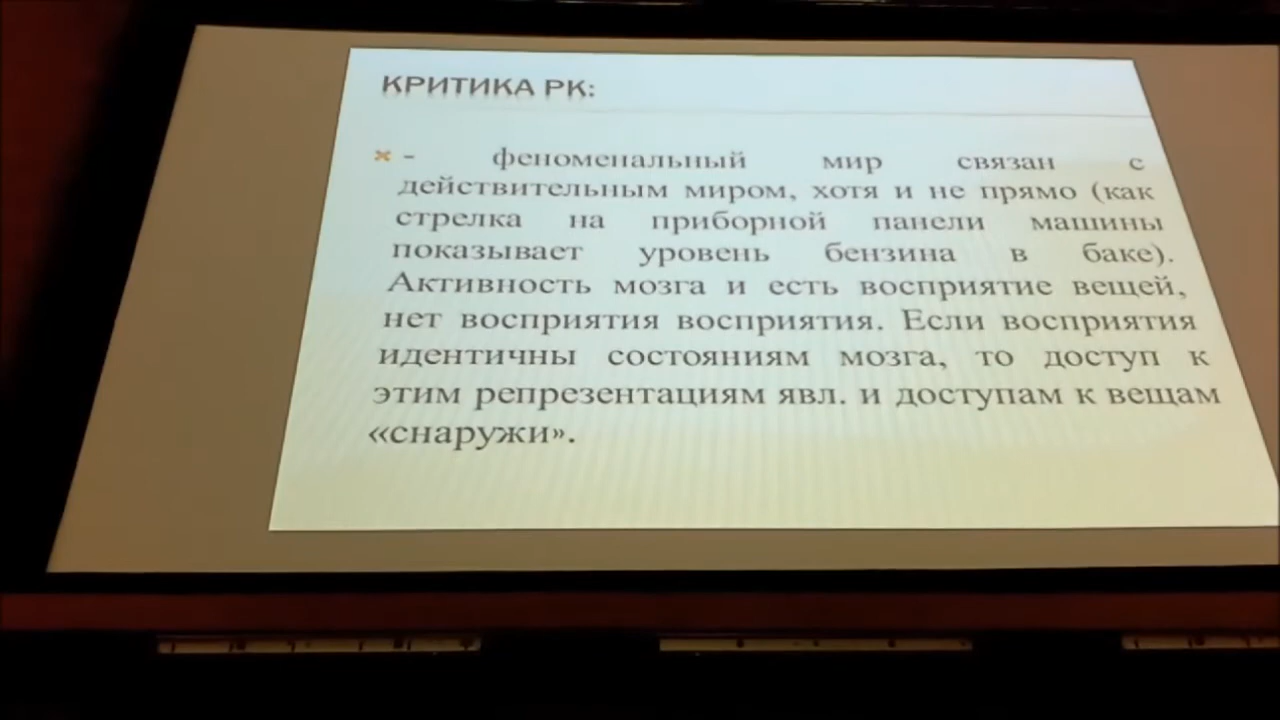 КРИТИКА РК:
- феноменальный мир связан с
действительным миром, хотя и не прямо (как
стрелка на приборной панели машины
показывает уровень бензина в баке).
Активность мозга и есть восприятие вещей,
нет восприятия восприятия. Если восприятия
идентичны состояниям мозга, то доступ к
этим репрезентациям явл. и доступам к вещам
«снаружи».